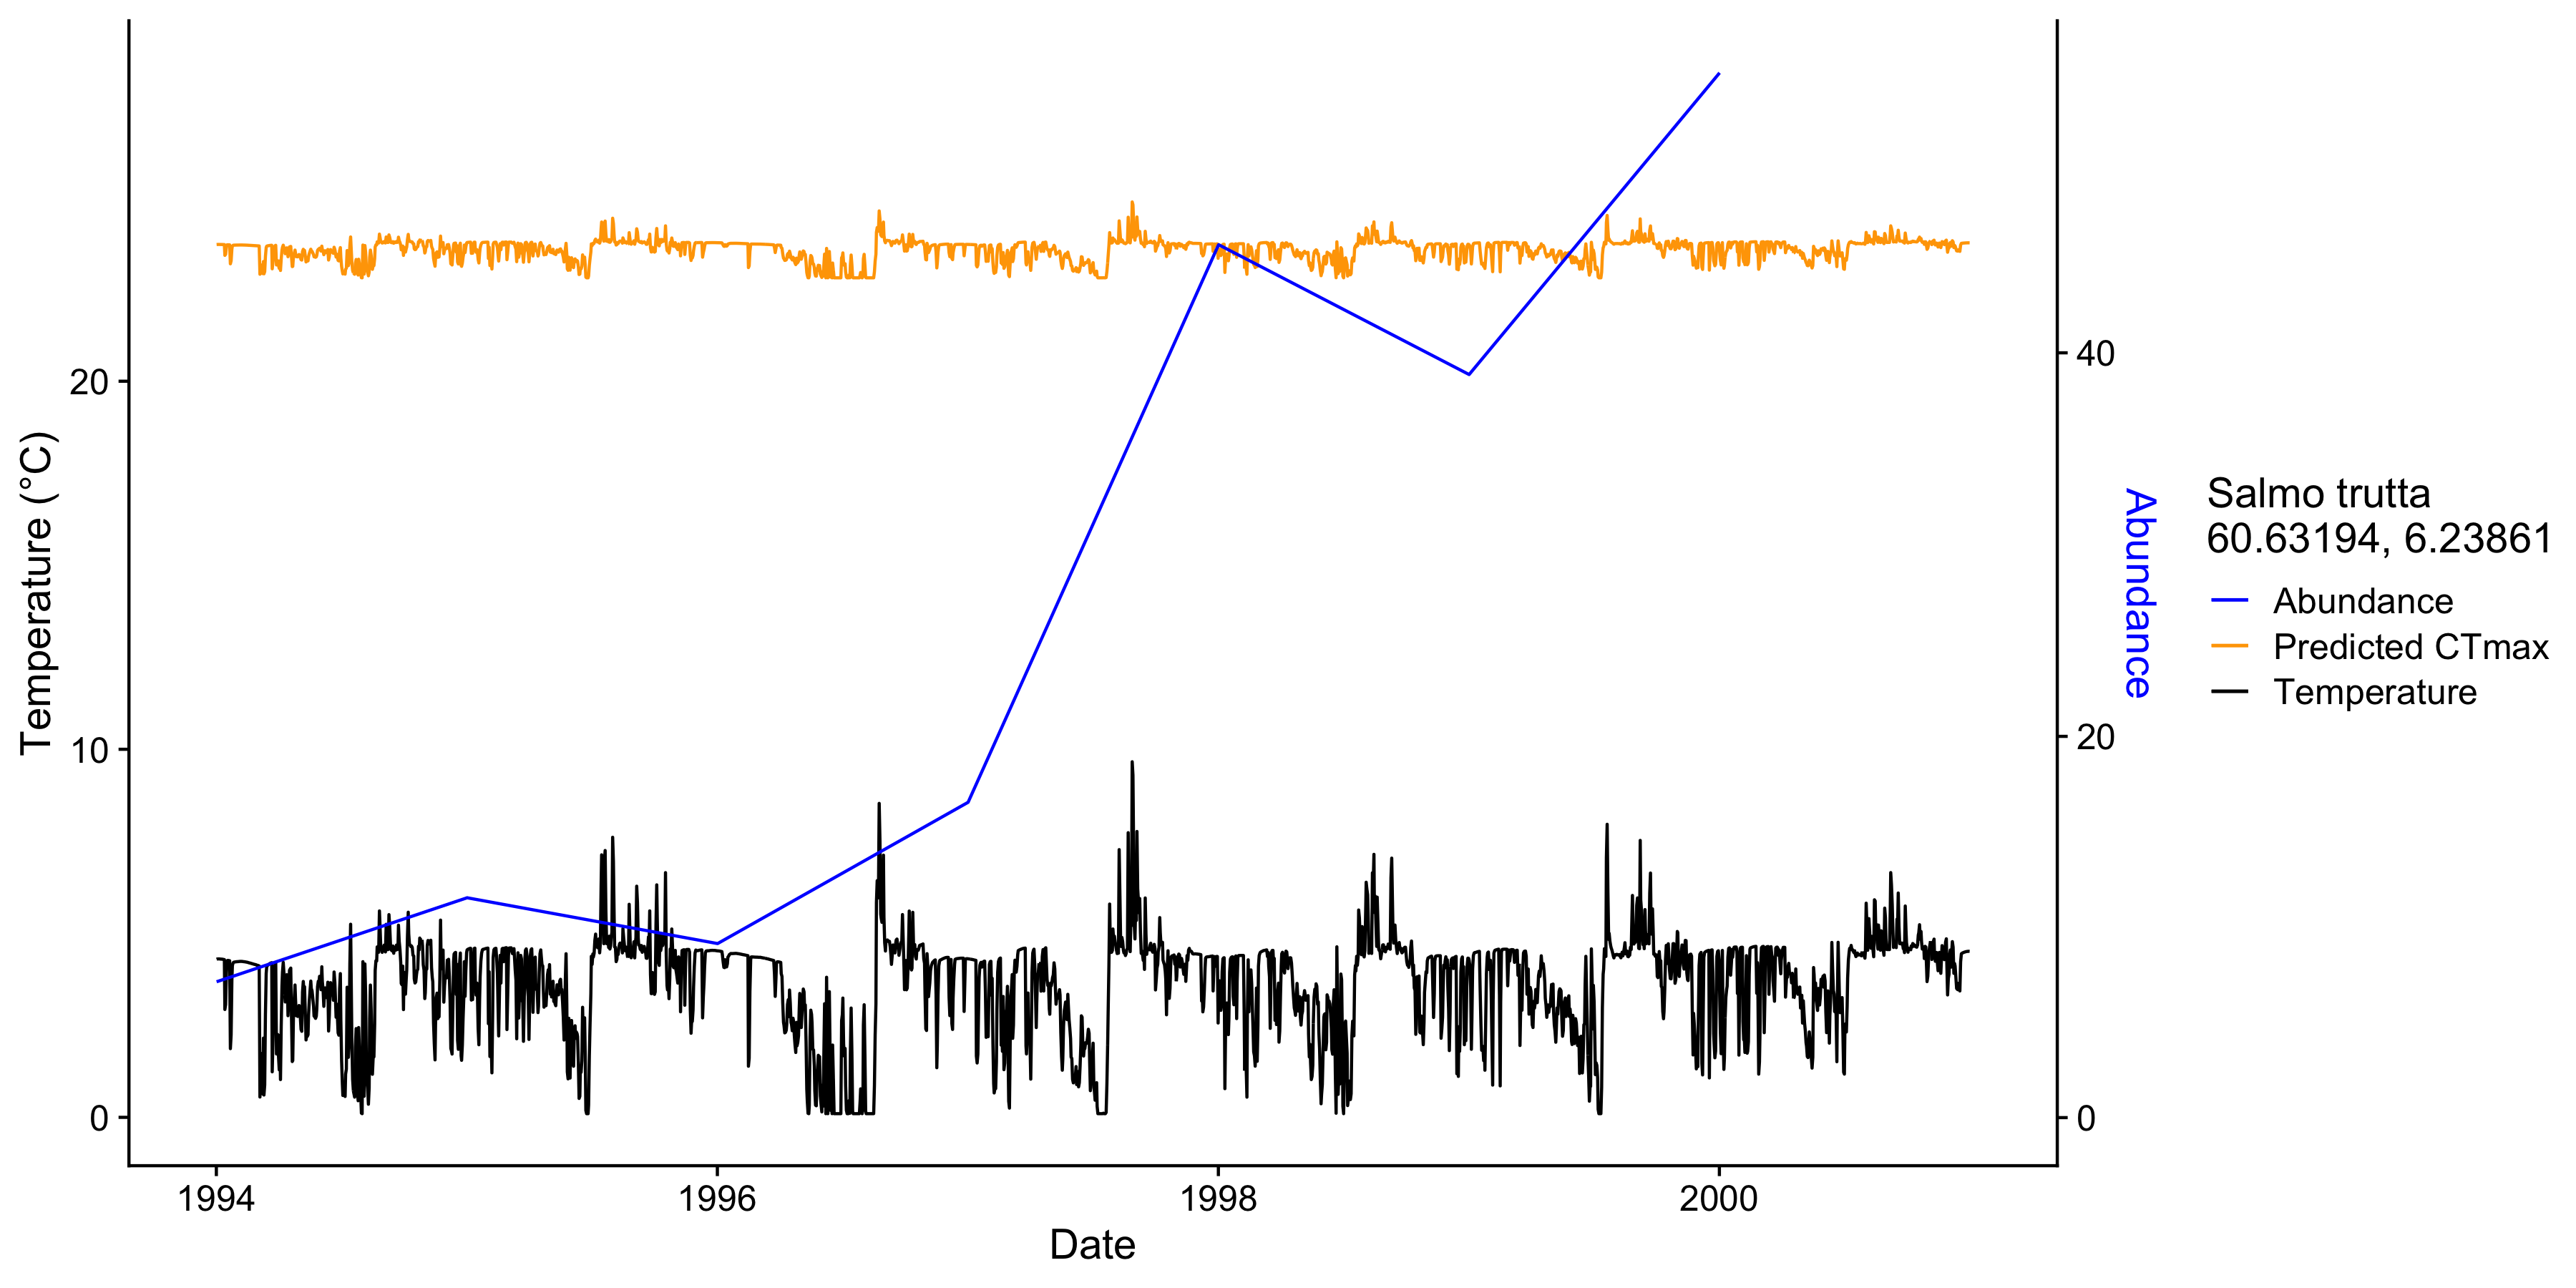 Temperature (°C)
20
10
0
1994
1996
1998
2000
Date
40
20
0
Abundance
Salmo trutta
60.63194, 6.23861
Abundance
Predicted CTmax
Temperature